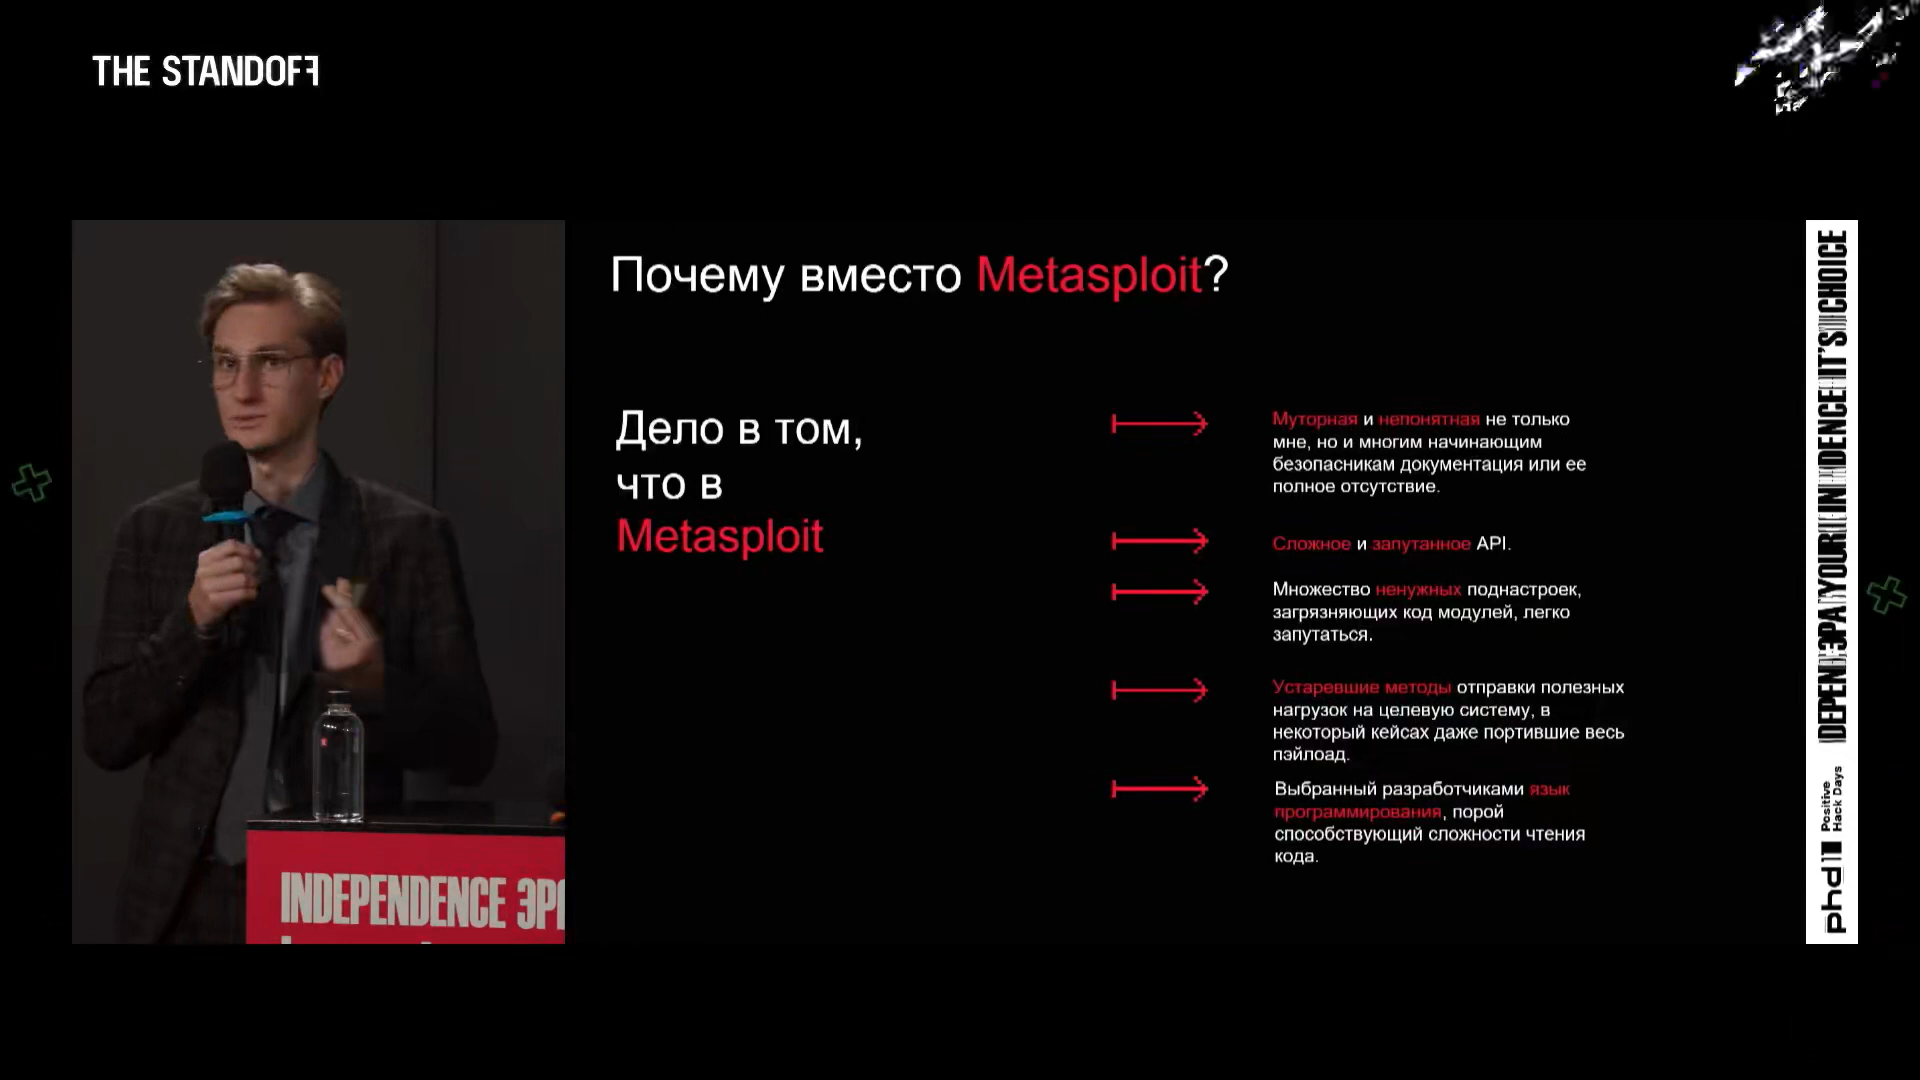 THE STANDOFF
Почему вместо Metasploit?
Дело в том,
что в
Metasploit
Муторная и непонятная не только
мне, но и многим начинающим
безопасникам документация или ее
полное отсутствие.
Сложное и запутанное API.
Множество ненужных поднастроек,
загрязняющих код модулей, легко
запутаться.
Устаревшие методы отправки полезных
нагрузок на целевую систему, в
некоторый кейсах даже портившие весь
пэйлоад.
Выбранный разработчиками язык
программирования, порой
способствующий сложности чтения
кода.
INDEPENDENCE ЭРА
phd11 Positive
Hack Days